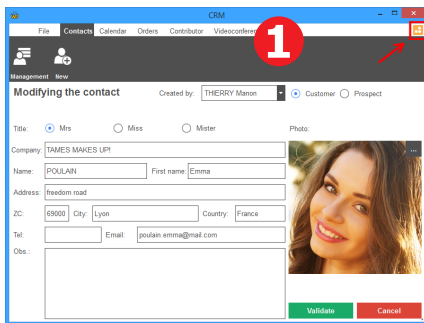 CRM
File Contacts Calendar Orders Contributor Videoconferen
1
Management New
Modifying the contact Created by: THIERRY Manon Customer Prospect
Title: Mrs Miss Mister Photo:
Company: TAMES MAKES UP!
Name: POULAIN First name: Emma
Address: freedom road
ZC: 69000 City: Lyon Country: France
Tel: Email: poulain.emma@mail.com
Obs.:
...
Validate Cancel